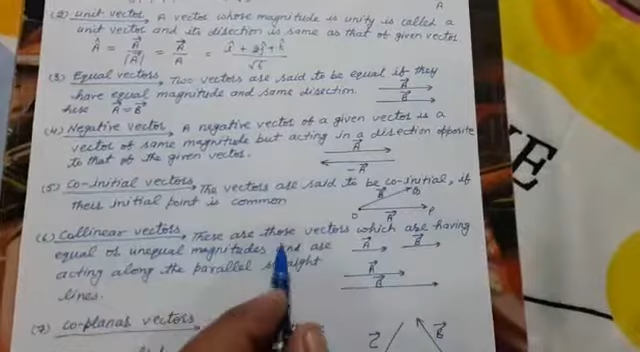 A
(2) unit vector → A vector whose magnitude is unity is called a
unit vector and its direction is same as that of given vector
Â = A⃗/|A⃗| = A⃗/A = î + 2ĵ + k̂/√6
(3) Equal vectors → Two vectors are said to be equal if they
have equal magnitude and same direction.
here A⃗ = B⃗
A⃗
B⃗
(4) Negative vector → A negative vector of a given vector is a
vector of same magnitude but acting in a direction opposite
to that of the given vector.
A⃗
-A⃗
(5) Co-initial vectors → The vectors are said to be co-initial, if
their initial point is common
B⃗
O A⃗ P
(6) Collinear vectors → These are those vectors which are having
equal or unequal magnitudes and are
acting along the parallel straight
lines.
A⃗ B⃗
A⃗
B⃗
(7) Co-planar vectors →
C⃗ B⃗
KE